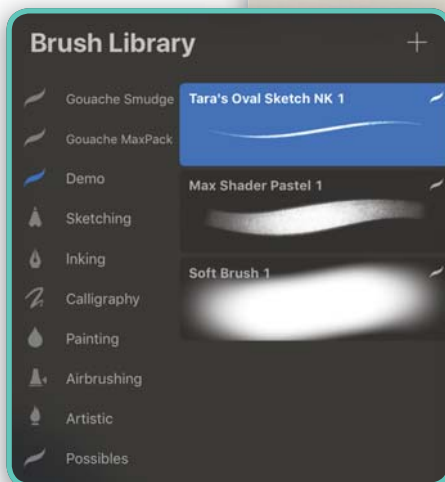 Brush Library
Gouache Smudge
Gouache MaxPack
Demo
Sketching
Inking
Calligraphy
Painting
Airbrushing
Artistic
Possibles
Tara's Oval Sketch NK 1
Max Shader Pastel 1
Soft Brush 1